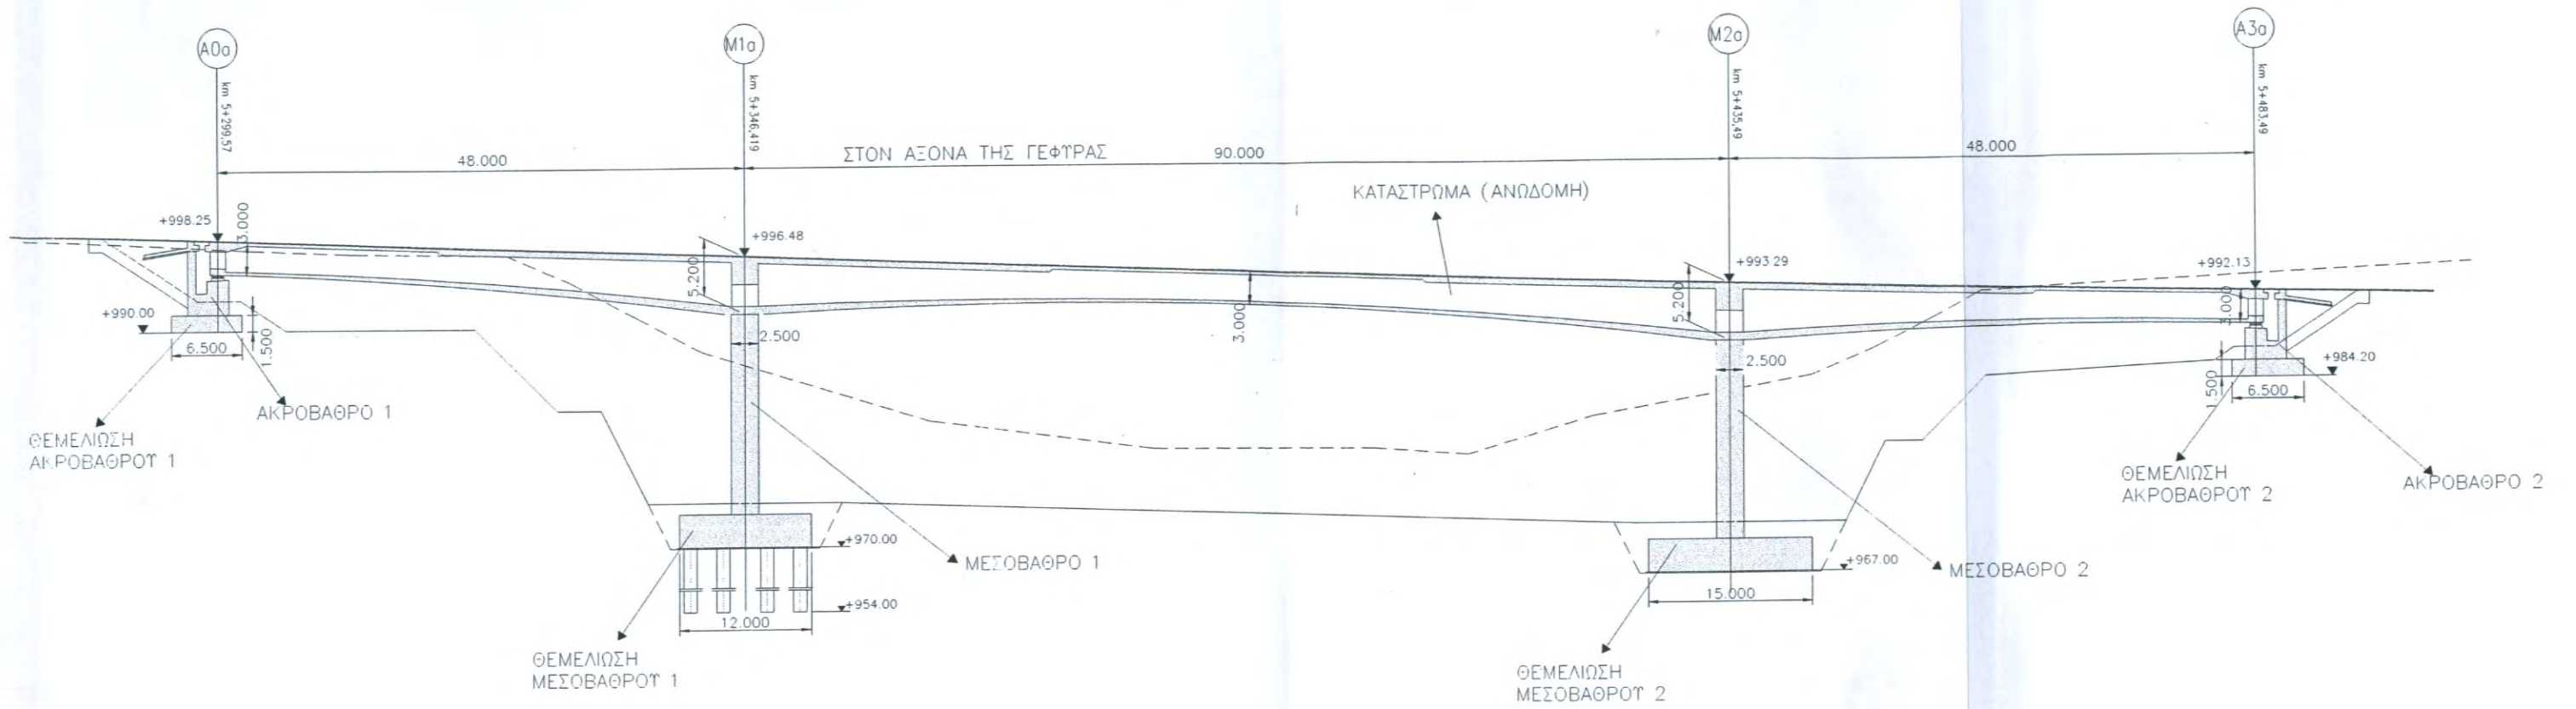 A0a
M1a
M2a
A3a
km 5+299,57
km 5+346,419
km 5+435,49
km 5+483,49
48.000
ΣΤΟΝ ΑΞΟΝΑ ΤΗΣ ΓΕΦΥΡΑΣ
90.000
48.000
ΚΑΤΑΣΤΡΩΜΑ (ΑΝΩΔΟΜΗ)
+998.25
3.000
+996.48
5.200
+993.29
5.200
+992.13
3.000
3.000
+990.00
6.500
1.500
2.500
2.500
+984.20
1.500
6.500
ΑΚΡΟΒΑΘΡΟ 1
ΘΕΜΕΛΙΩΣΗ
ΑΚΡΟΒΑΘΡΟΥ 1
ΘΕΜΕΛΙΩΣΗ
ΑΚΡΟΒΑΘΡΟΥ 2
ΑΚΡΟΒΑΘΡΟ 2
+970.00
ΜΕΣΟΒΑΘΡΟ 1
+967.00
ΜΕΣΟΒΑΘΡΟ 2
+954.00
12.000
15.000
ΘΕΜΕΛΙΩΣΗ
ΜΕΣΟΒΑΘΡΟΥ 1
ΘΕΜΕΛΙΩΣΗ
ΜΕΣΟΒΑΘΡΟΥ 2